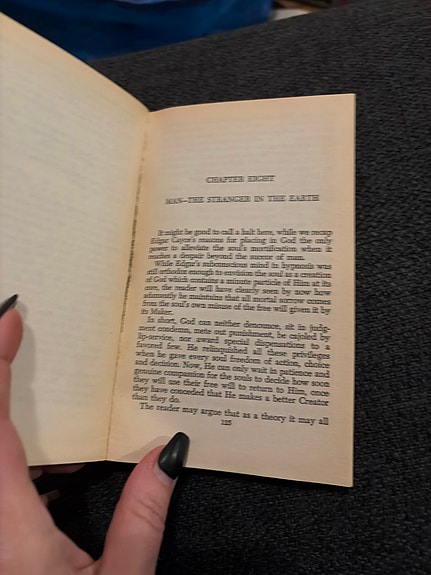 CHAPTER EIGHT
MAN—THE STRANGER IN THE EARTH
It might be good to call a halt here, while we recap
Edgar Cayce's reasons for placing in God the only
power to alleviate the soul's mortification when it
reaches a despair beyond the succor of man.
While Edgar's subconscious mind in hypnosis was
still orthodox enough to envision the soul as a creation
of God which contains a minute particle of Him at its
core, the reader will have clearly seen by now how
adamantly he maintains that all mortal sorrow comes
from the soul's own misuse of the free will given it by
its Maker.
In short, God can neither denounce, sit in judg-
ment, condemn, mete out punishment, be cajoled by
lip-service, nor award special dispensations to a
favored few. He relinquished all these privileges
when he gave every soul freedom of action, choice
and decision. Now, He can only wait in patience and
genuine companion for the souls to decide how soon
they will use their free will to return to Him, once
they have conceded that He makes a better Creator
than they do.
The reader may argue that as a theory it may all
125